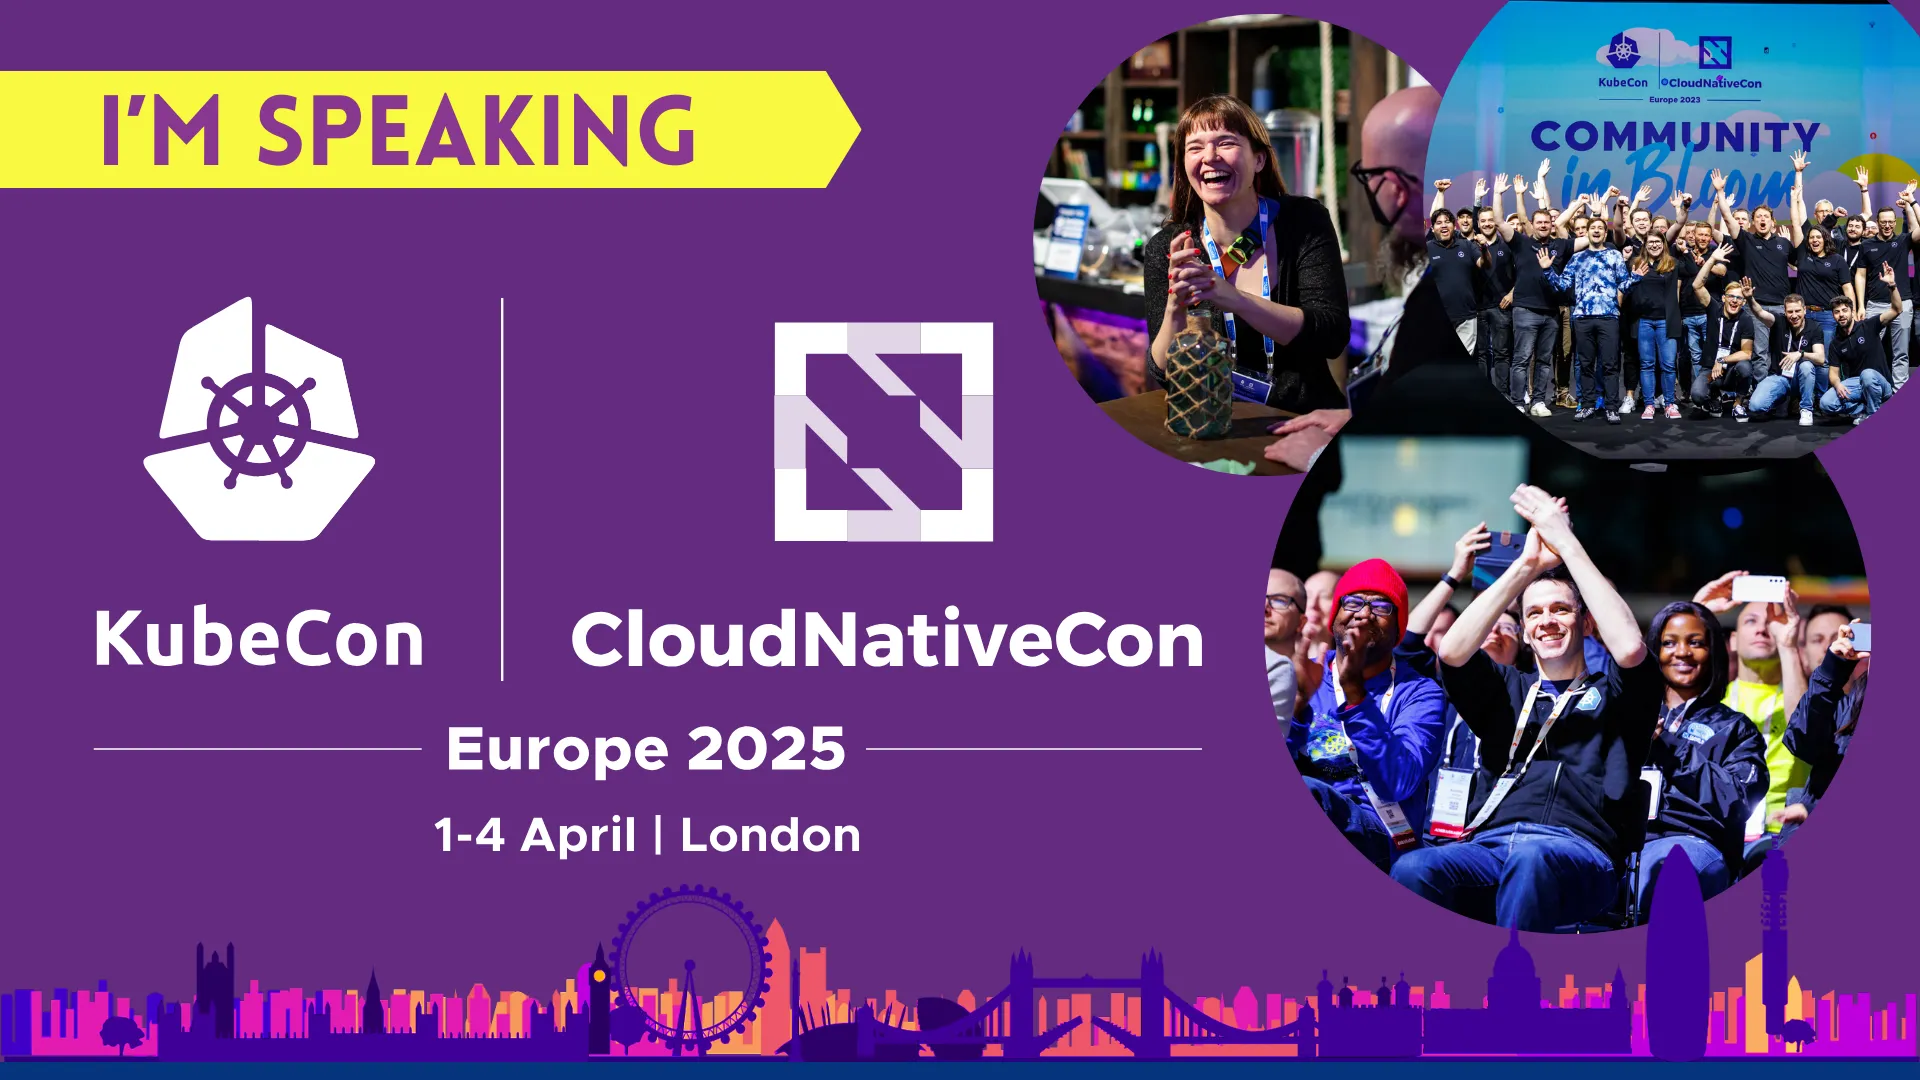 I'M SPEAKING
KubeCon
CloudNativeCon
Europe 2025
1-4 April | London
KubeCon
CloudNativeCon
Europe 2023
COMMUNITY
in Bloom